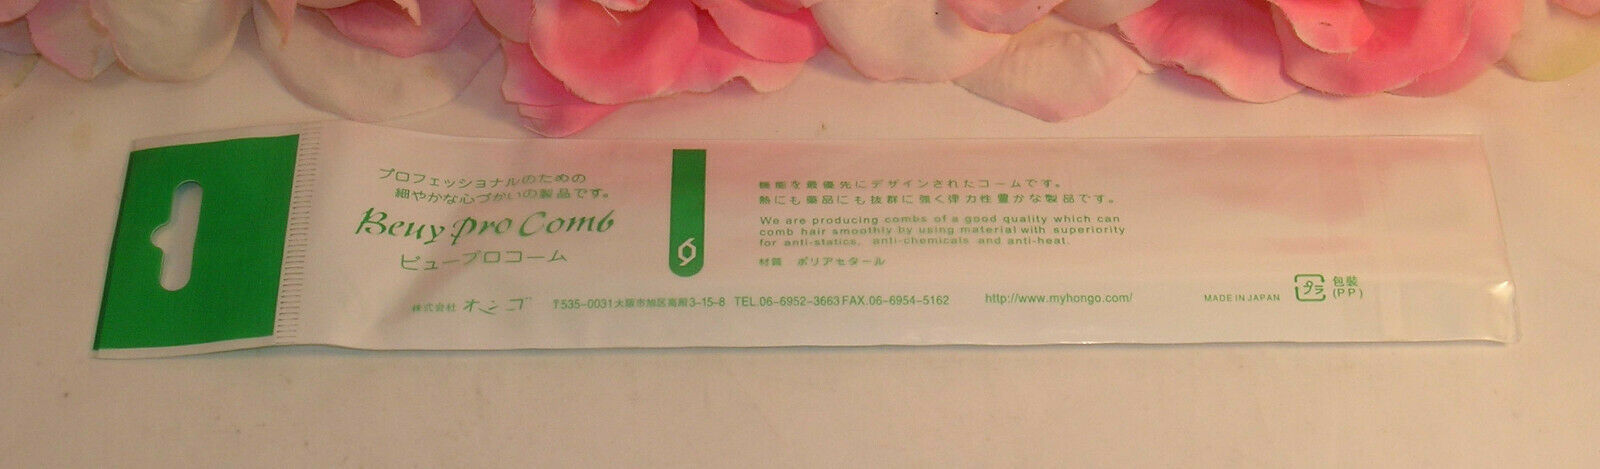 プロフェッショナルのための
細やかな心づかいの製品です。
Beuy Pro Comb
ビュープロコーム
機能を最優先にデザインされたコームです。
熱にも薬品にも抜群に強く弾力性豊かな製品です。
We are producing combs of a good quality which can
comb hair smoothly by using material with superiority
for anti-statics, anti-chemicals and anti-heat.
材質 ポリアセタール
株式会社 オンゴ 〒535-0031大阪市旭区高殿3-15-8 TEL.06-6952-3663 FAX.06-6954-5162 http://www.myhongo.com/ MADE IN JAPAN
プラ
包装
(PP)